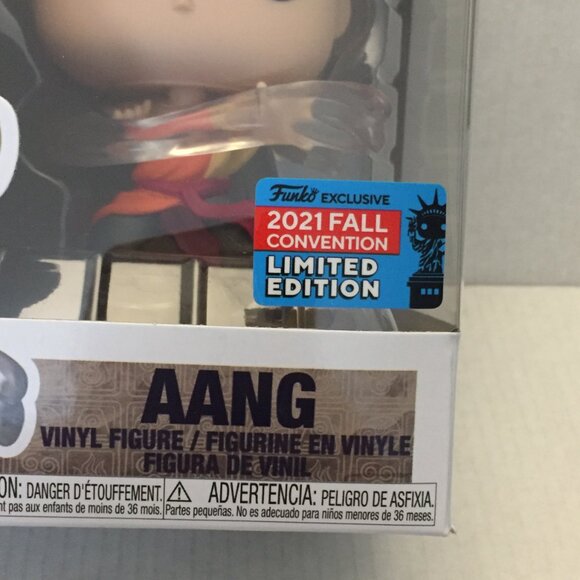 Funko EXCLUSIVE
2021 FALL
CONVENTION
LIMITED
EDITION
AANG
VINYL FIGURE / FIGURINE EN VINYLE
FIGURA DE VINIL
ON: DANGER D'ÉTOUFFEMENT. ADVERTENCIA: PELIGRO DE ASFIXIA.
nt pas aux enfants de moins de 36 mois. Partes pequeñas. No es adecuado para niños menores de 36 meses.